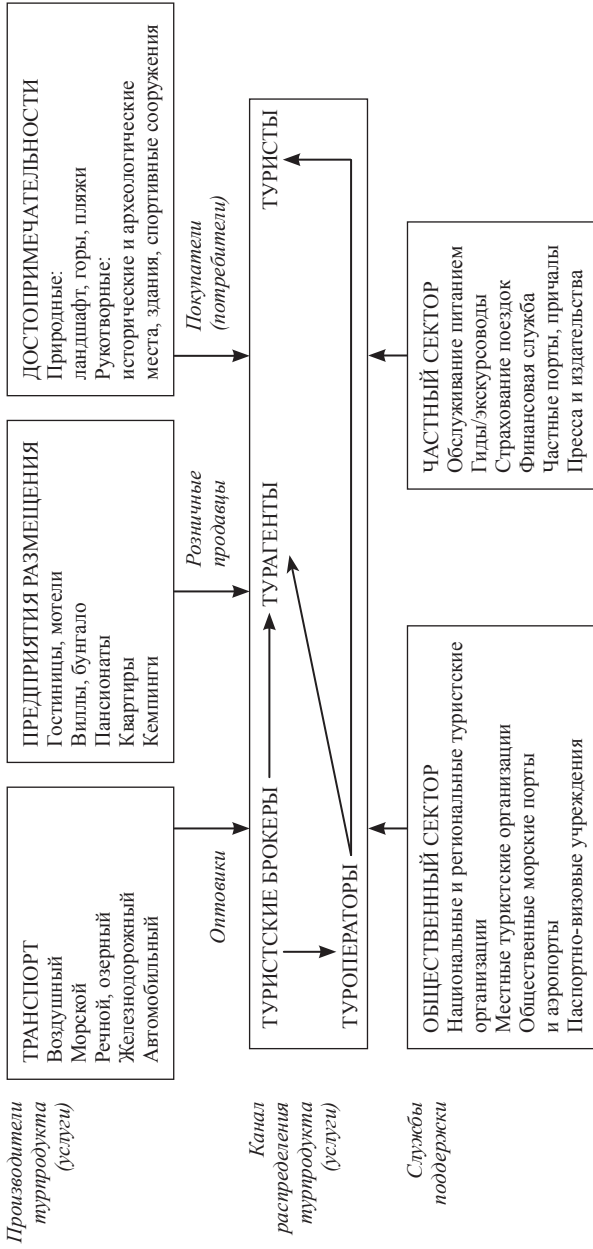 Производители
турпродукта
(услуги)
ТРАНСПОРТ
Воздушный
Морской
Речной, озерный
Железнодорожный
Автомобильный
ПРЕДПРИЯТИЯ РАЗМЕЩЕНИЯ
Гостиницы, мотели
Виллы, бунгало
Пансионаты
Квартиры
Кемпинги
ДОСТОПРИМЕЧАТЕЛЬНОСТИ
Природные:
ландшафт, горы, пляжи
Рукотворные:
исторические и археологические
места, здания, спортивные сооружения
Оптовики
Розничные
продавцы
Покупатели
(потребители)
Канал
распределения
турпродукта
(услуги)
ТУРИСТСКИЕ БРОКЕРЫ
ТУРАГЕНТЫ
ТУРИСТЫ
ТУРОПЕРАТОРЫ
Службы
поддержки
ОБЩЕСТВЕННЫЙ СЕКТОР
Национальные и региональные туристские
организации
Местные туристские организации
Общественные морские порты
и аэропорты
Паспортно-визовые учреждения
ЧАСТНЫЙ СЕКТОР
Обслуживание питанием
Гиды/экскурсоводы
Страхование поездок
Финансовая служба
Частные порты, причалы
Пресса и издательства